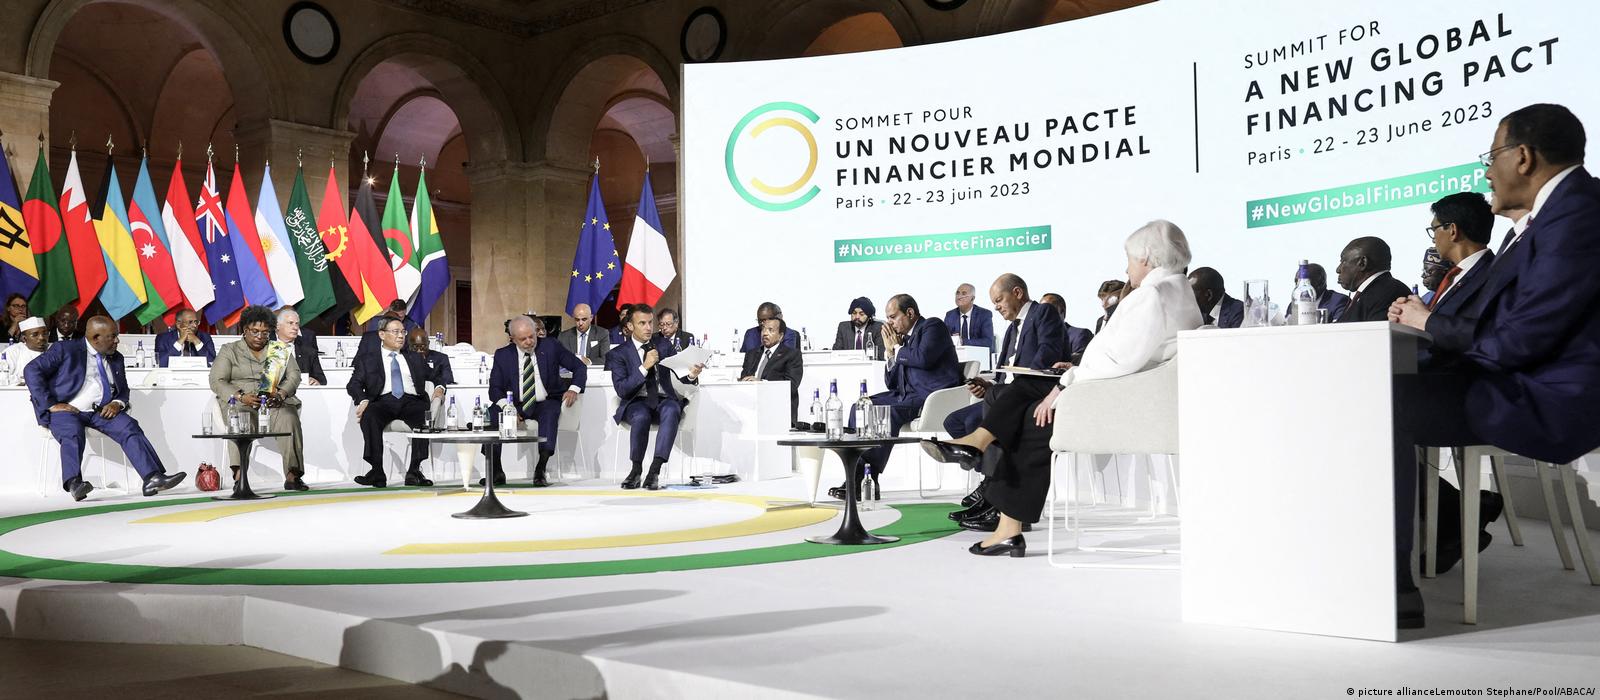 SOMMET POUR
UN NOUVEAU PACTE
FINANCIER MONDIAL
Paris • 22-23 juin 2023
#NouveauPacteFinancier
SUMMIT FOR
A NEW GLOBAL
FINANCING PACT
Paris • 22 - 23 June 2023
#NewGlobalFinancingP
© picture allianceLemouton Stephane/Pool/ABACA/